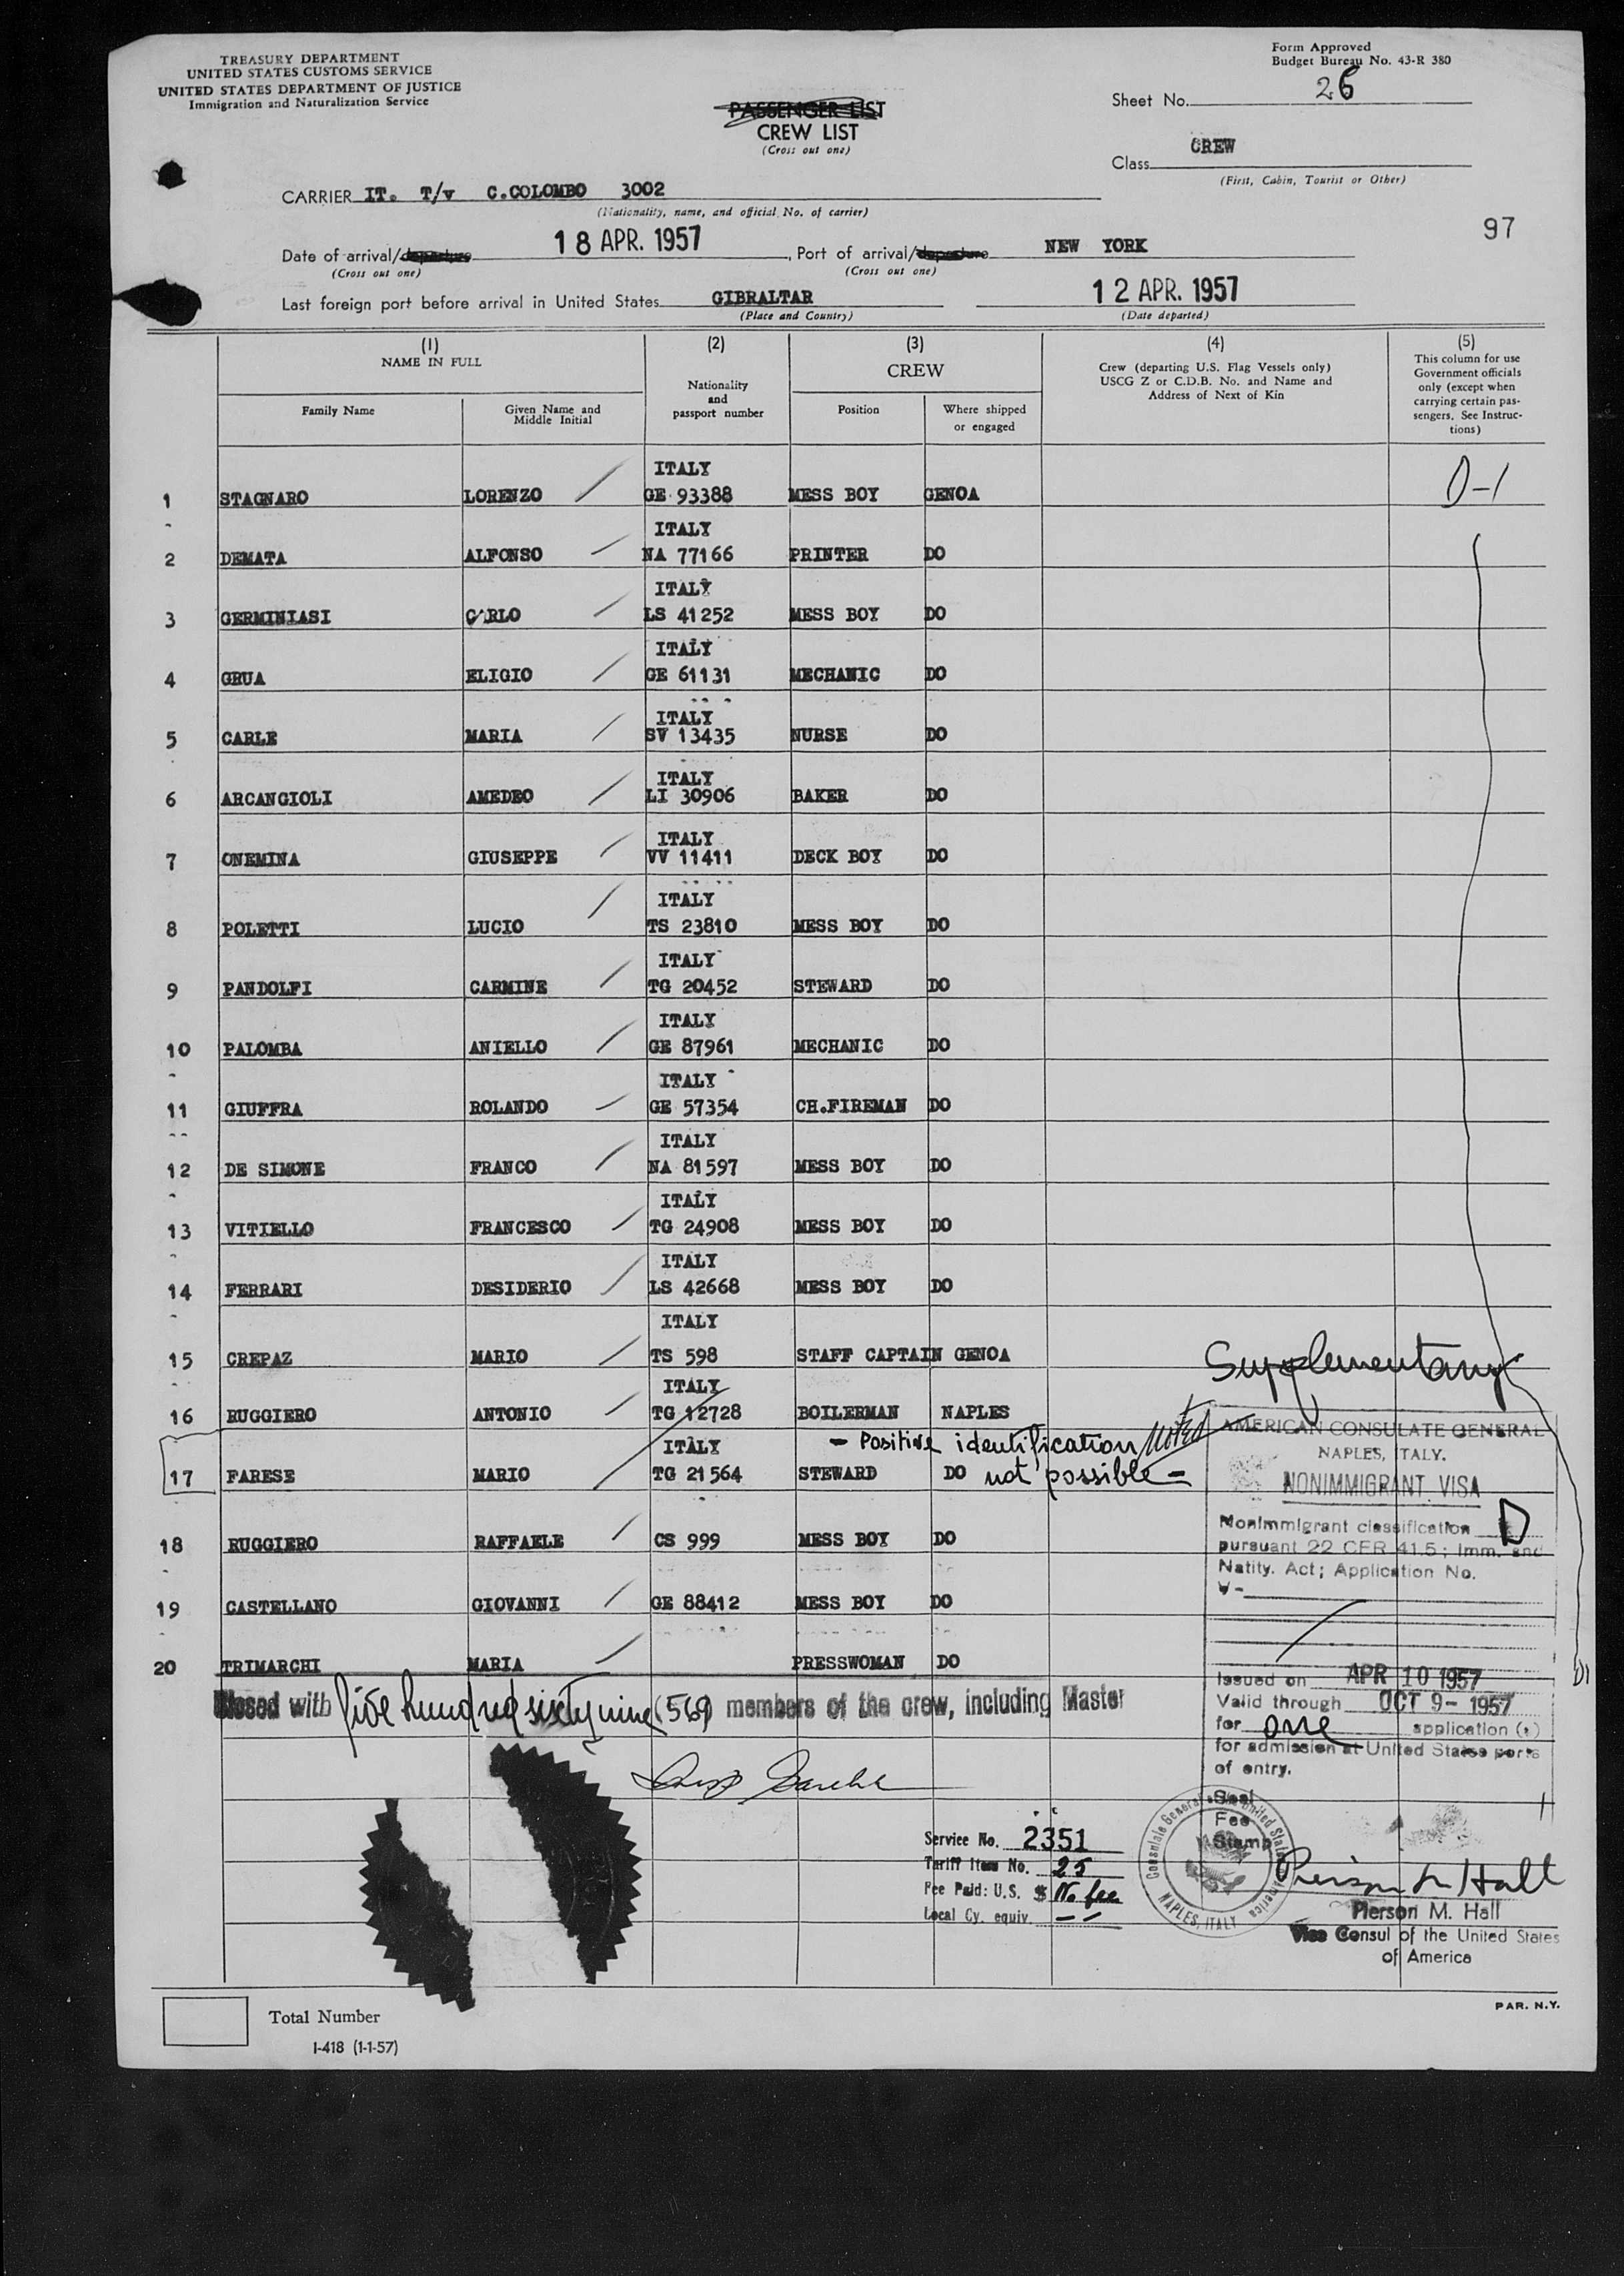 TREASURY DEPARTMENT
UNITED STATES CUSTOMS SERVICE
UNITED STATES DEPARTMENT OF JUSTICE
Immigration and Naturalization Service
Form Approved
Budget Bureau No. 43-R 380
PASSENGER LIST
CREW LIST
(Cross out one)
Sheet No. 26
Class CREW
(First, Cabin, Tourist or Other)
CARRIER IT. T/v C.COLOMBO 3002
(Nationality, name, and official No. of carrier)
97
Date of arrival/departure 18 APR. 1957, Port of arrival/departure NEW YORK
(Cross out one) (Cross out one)
Last foreign port before arrival in United States GIBRALTAR 12 APR. 1957
(Place and Country) (Date departed)
(1) (2) (3) (4) (5)
NAME IN FULL
Family Name
Given Name and Middle Initial
Nationality and passport number
CREW
Position
Where shipped or engaged
Crew (departing U.S. Flag Vessels only)
USCG Z or C.D.B. No. and Name and
Address of Next of Kin
This column for use
Government officials
only (except when
carrying certain pas-
sengers, See Instruc-
tions)
ITALY
1 STAGNARO LORENZO GE 93388 MESS BOY GENOA D-1
ITALY
2 DEMATA ALFONSO NA 77166 PRINTER DO
ITALY
3 GERMINIASI CARLO LS 41252 MESS BOY DO
ITALY
4 GRUA ELIGIO GE 61131 MECHANIC DO
ITALY
5 CARLE MARIA SV 13435 NURSE DO
ITALY
6 ARCANGIOLI AMEDEO LI 30906 BAKER DO
ITALY
7 ONEMINA GIUSEPPE VV 11411 DECK BOY DO
ITALY
8 POLETTI LUCIO TS 23810 MESS BOY DO
ITALY
9 PANDOLFI CARMINE TG 20452 STEWARD DO
ITALY
10 PALOMBA ANIELLO GE 87961 MECHANIC DO
ITALY
11 GIUFFRA ROLANDO GE 57354 CH.FIREMAN DO
ITALY
12 DE SIMONE FRANCO NA 81597 MESS BOY DO
ITALY
13 VITIELLO FRANCESCO TG 24908 MESS BOY DO
ITALY
14 FERRARI DESIDERIO LS 42668 MESS BOY DO
ITALY
15 CREPAZ MARIO TS 598 STAFF CAPTAIN GENOA
Supplementary
ITALY
16 RUGGIERO ANTONIO TG 12728 BOILERMAN NAPLES
ITALY - Positive identification noted
17 FARESE MARIO TG 21564 STEWARD DO not possible -
18 RUGGIERO RAFFAELE CS 999 MESS BOY DO
19 CASTELLANO GIOVANNI GE 88412 MESS BOY DO
20 TRIMARCHI MARIA PRESSWOMAN DO
AMERICAN CONSULATE GENERAL
NAPLES, ITALY.
NONIMMIGRANT VISA
Nonimmigrant classification D
pursuant 22 CFR 41.5; Imm. and
Natity. Act; Application No.
V-
Issued on APR 10 1957 D1
Valid through OCT 9- 1957
for one application (s)
for admission at United States ports
of entry.
Closed with five hundred sixty nine (569) members of the crew, including Master
Seal
Fee
Stamp
Service No. 2351
Tariff Item No. 25
Fee Paid: U.S. $ No fee
Local Cy. equiv. --
Consulate General United States America
NAPLES, ITALY
Pierson M Hall
Pierson M. Hall
Vice Consul of the United States
of America
Total Number
I-418 (1-1-57)
PAR. N.Y.